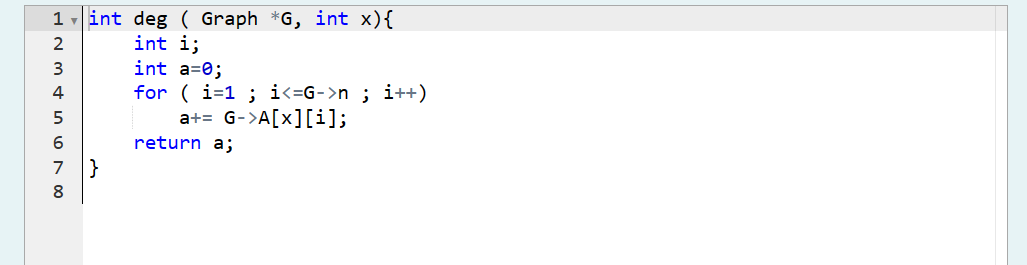 1 int deg ( Graph *G, int x){
2     int i;
3     int a=0;
4     for ( i=1 ; i<=G->n ; i++)
5         a+= G->A[x][i];
6     return a;
7 }
8